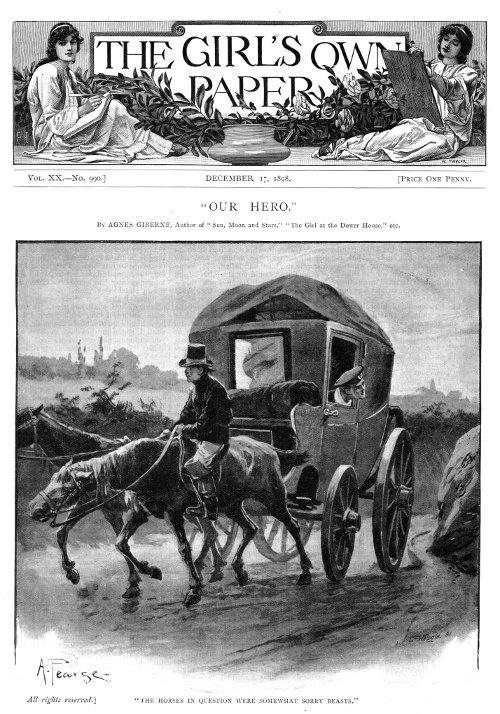 THE GIRL'S OWN
PAPER
R. TAYLOR
VOL. XX.—NO. 990.] DECEMBER 17, 1898. [PRICE ONE PENNY.
"OUR HERO."
BY AGNES GIBERNE, Author of "Sun, Moon and Stars," "The Girl at the Dower House," etc.
A. Pearse
All rights reserved.] "THE HORSES IN QUESTION WERE SOMEWHAT SORRY BEASTS."